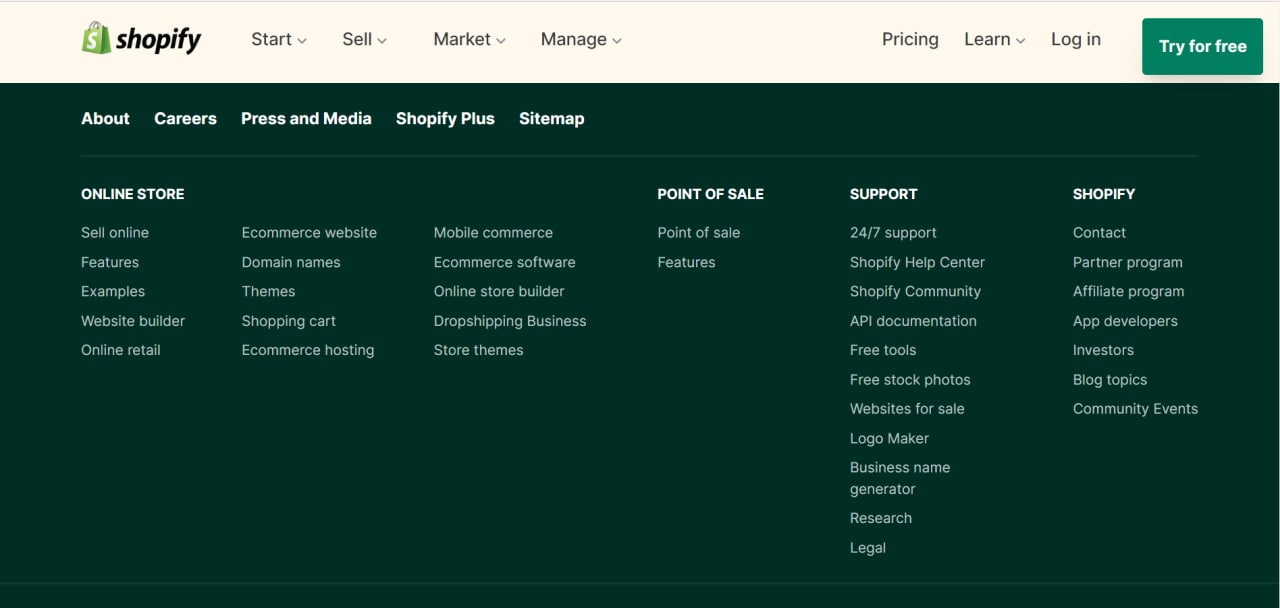 shopify
Start
Sell
Market
Manage
Pricing
Learn
Log in
Try for free
About
Careers
Press and Media
Shopify Plus
Sitemap
ONLINE STORE
Sell online
Features
Examples
Website builder
Online retail
Ecommerce website
Domain names
Themes
Shopping cart
Ecommerce hosting
Mobile commerce
Ecommerce software
Online store builder
Dropshipping Business
Store themes
POINT OF SALE
Point of sale
Features
SUPPORT
24/7 support
Shopify Help Center
Shopify Community
API documentation
Free tools
Free stock photos
Websites for sale
Logo Maker
Business name
generator
Research
Legal
SHOPIFY
Contact
Partner program
Affiliate program
App developers
Investors
Blog topics
Community Events